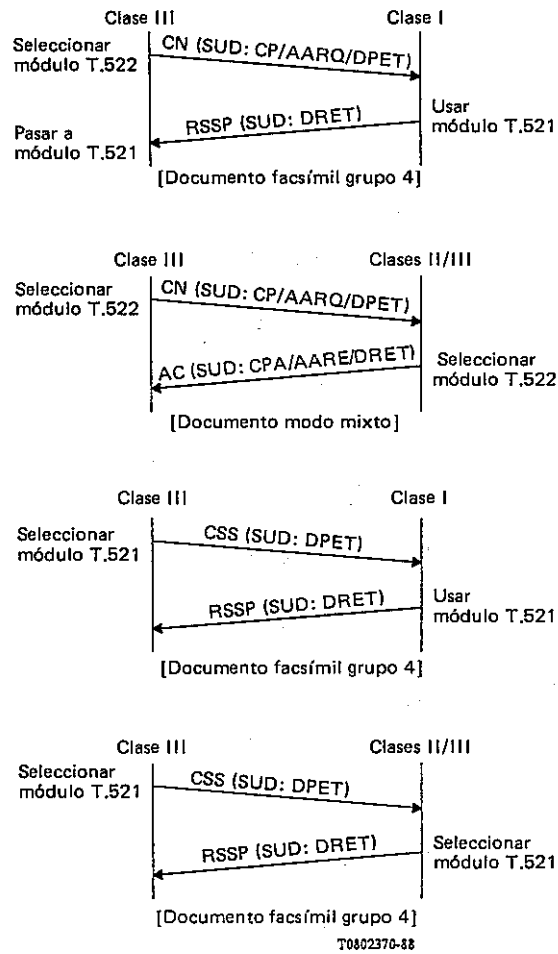 Clase III
Clase I
Seleccionar
módulo T.522
CN (SUD: CP/AARQ/DPET)
RSSP (SUD: DRET)
Usar
módulo T.521
Pasar a
módulo T.521
[Documento facsímil grupo 4]
Clase III
Clases II/III
Seleccionar
módulo T.522
CN (SUD: CP/AARQ/DPET)
AC (SUD: CPA/AARE/DRET)
Seleccionar
módulo T.522
[Documento modo mixto]
Clase III
Clase I
Seleccionar
módulo T.521
CSS (SUD: DPET)
RSSP (SUD: DRET)
Usar
módulo T.521
[Documento facsímil grupo 4]
Clase III
Clases II/III
Seleccionar
módulo T.521
CSS (SUD: DPET)
RSSP (SUD: DRET)
Seleccionar
módulo T.521
[Documento facsímil grupo 4]
T0802370-88